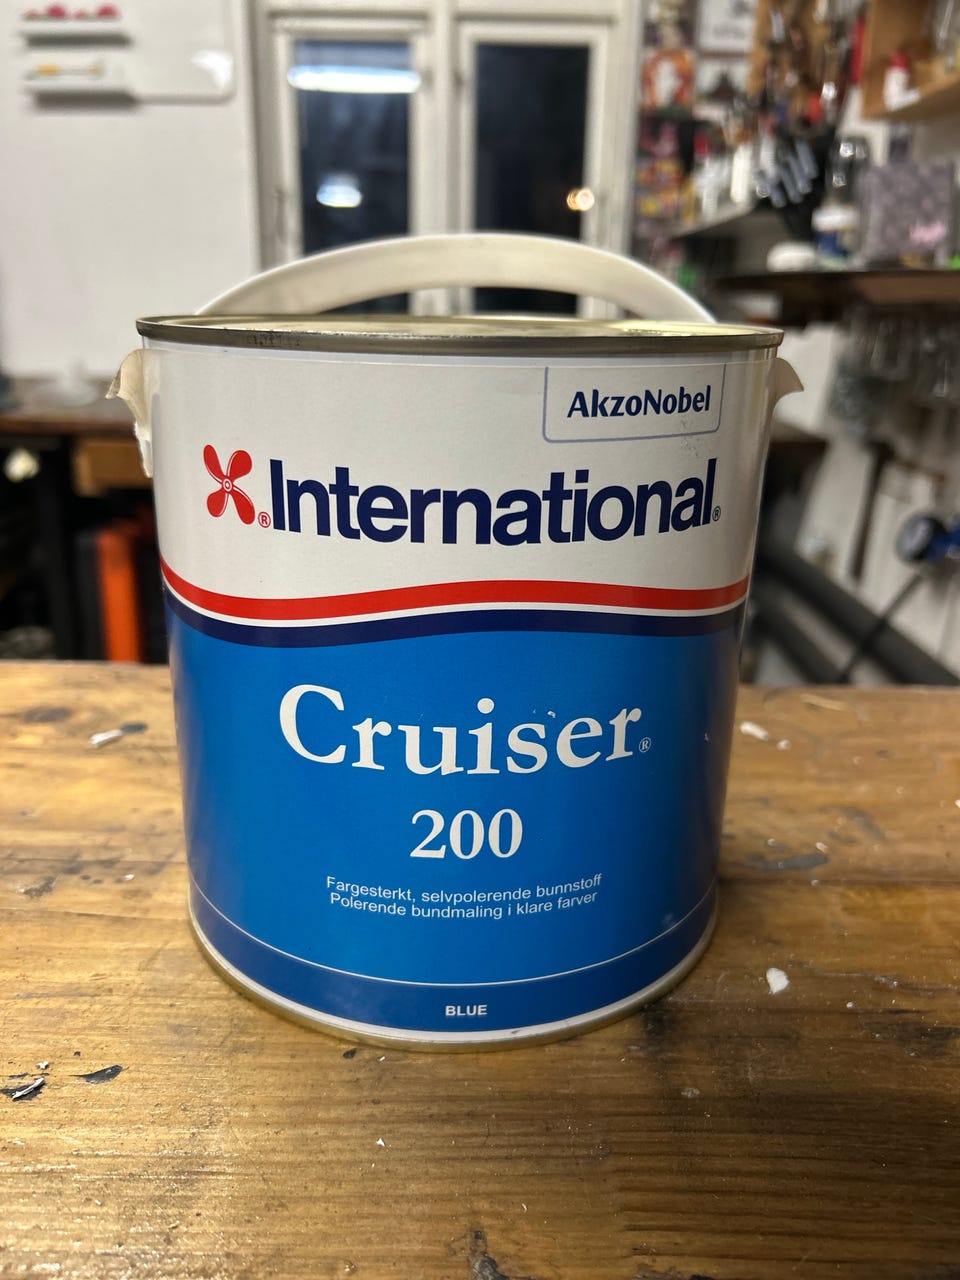 AkzoNobel
®International®
Cruiser®
200
Fargesterkt, selvpolerende bunnstoff
Polerende bundmaling i klare farver
BLUE